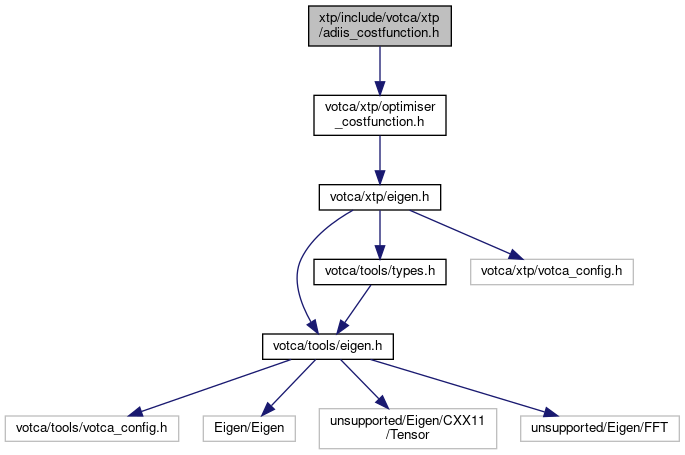 xtp/include/votca/xtp
/adiis_costfunction.h
votca/xtp/optimiser
_costfunction.h
votca/xtp/eigen.h
votca/tools/types.h
votca/xtp/votca_config.h
votca/tools/eigen.h
votca/tools/votca_config.h
Eigen/Eigen
unsupported/Eigen/CXX11
/Tensor
unsupported/Eigen/FFT